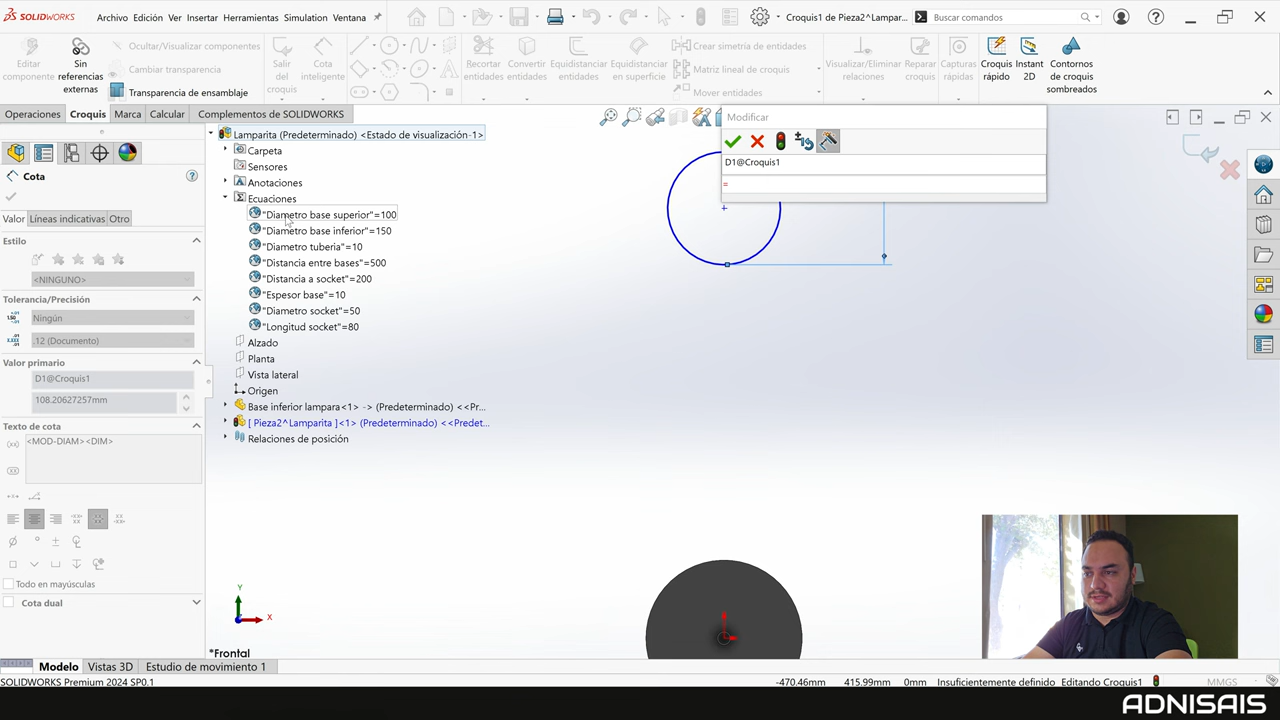 SOLIDWORKS
Archivo Edición Ver Insertar Herramientas Simulation Ventana
Croquis1 de Pieza2^Lampar...
Buscar comandos
Editar componente
Sin referencias externas
Ocultar/Visualizar componentes
Cambiar transparencia
Transparencia de ensamblaje
Salir del croquis
Cota inteligente
Recortar entidades
Convertir entidades
Equidistanciar entidades
Equidistanciar en superficie
Crear simetría de entidades
Matriz lineal de croquis
Mover entidades
Visualizar/Eliminar relaciones
Reparar croquis
Capturas rápidas
Croquis rápido
Instant 2D
Contornos de croquis sombreados
Operaciones Croquis Marca Calcular Complementos de SOLIDWORKS
Cota
Valor Líneas indicativas Otro
Estilo
<NINGUNO>
Tolerancia/Precisión
Ningún
.12 (Documento)
Valor primario
D1@Croquis1
108.20627257mm
Texto de cota
<MOD-DIAM><DIM>
Todo en mayúsculas
Cota dual
Lamparita (Predeterminado) <Estado de visualización-1>
Carpeta
Sensores
Anotaciones
Ecuaciones
"Diametro base superior"=100
"Diametro base inferior"=150
"Diametro tuberia"=10
"Distancia entre bases"=500
"Distancia a socket"=200
"Espesor base"=10
"Diametro socket"=50
"Longitud socket"=80
Alzado
Planta
Vista lateral
Origen
Base inferior lampara<1> -> (Predeterminado) <<Pr...
[ Pieza2^Lamparita ]<1> (Predeterminado) <<Predet...
Relaciones de posición
Modificar
D1@Croquis1
=
Y
X
*Frontal
Modelo Vistas 3D Estudio de movimiento 1
SOLIDWORKS Premium 2024 SP0.1
-470.46mm 415.99mm 0mm Insuficientemente definido Editando Croquis1 MMGS
ADNISAIS